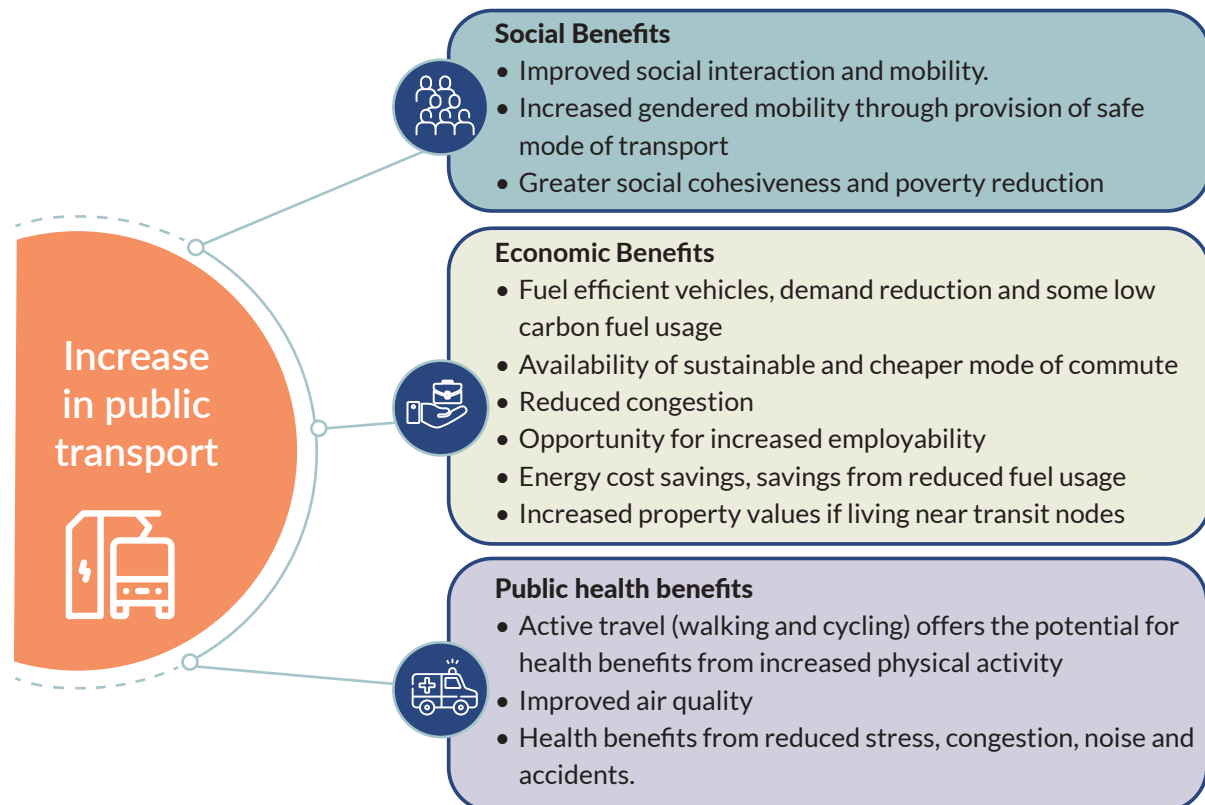 Increase
in public
transport
Social Benefits
• Improved social interaction and mobility.
• Increased gendered mobility through provision of safe
mode of transport
• Greater social cohesiveness and poverty reduction
Economic Benefits
• Fuel efficient vehicles, demand reduction and some low
carbon fuel usage
• Availability of sustainable and cheaper mode of commute
• Reduced congestion
• Opportunity for increased employability
• Energy cost savings, savings from reduced fuel usage
• Increased property values if living near transit nodes
Public health benefits
• Active travel (walking and cycling) offers the potential for
health benefits from increased physical activity
• Improved air quality
• Health benefits from reduced stress, congestion, noise and
accidents.